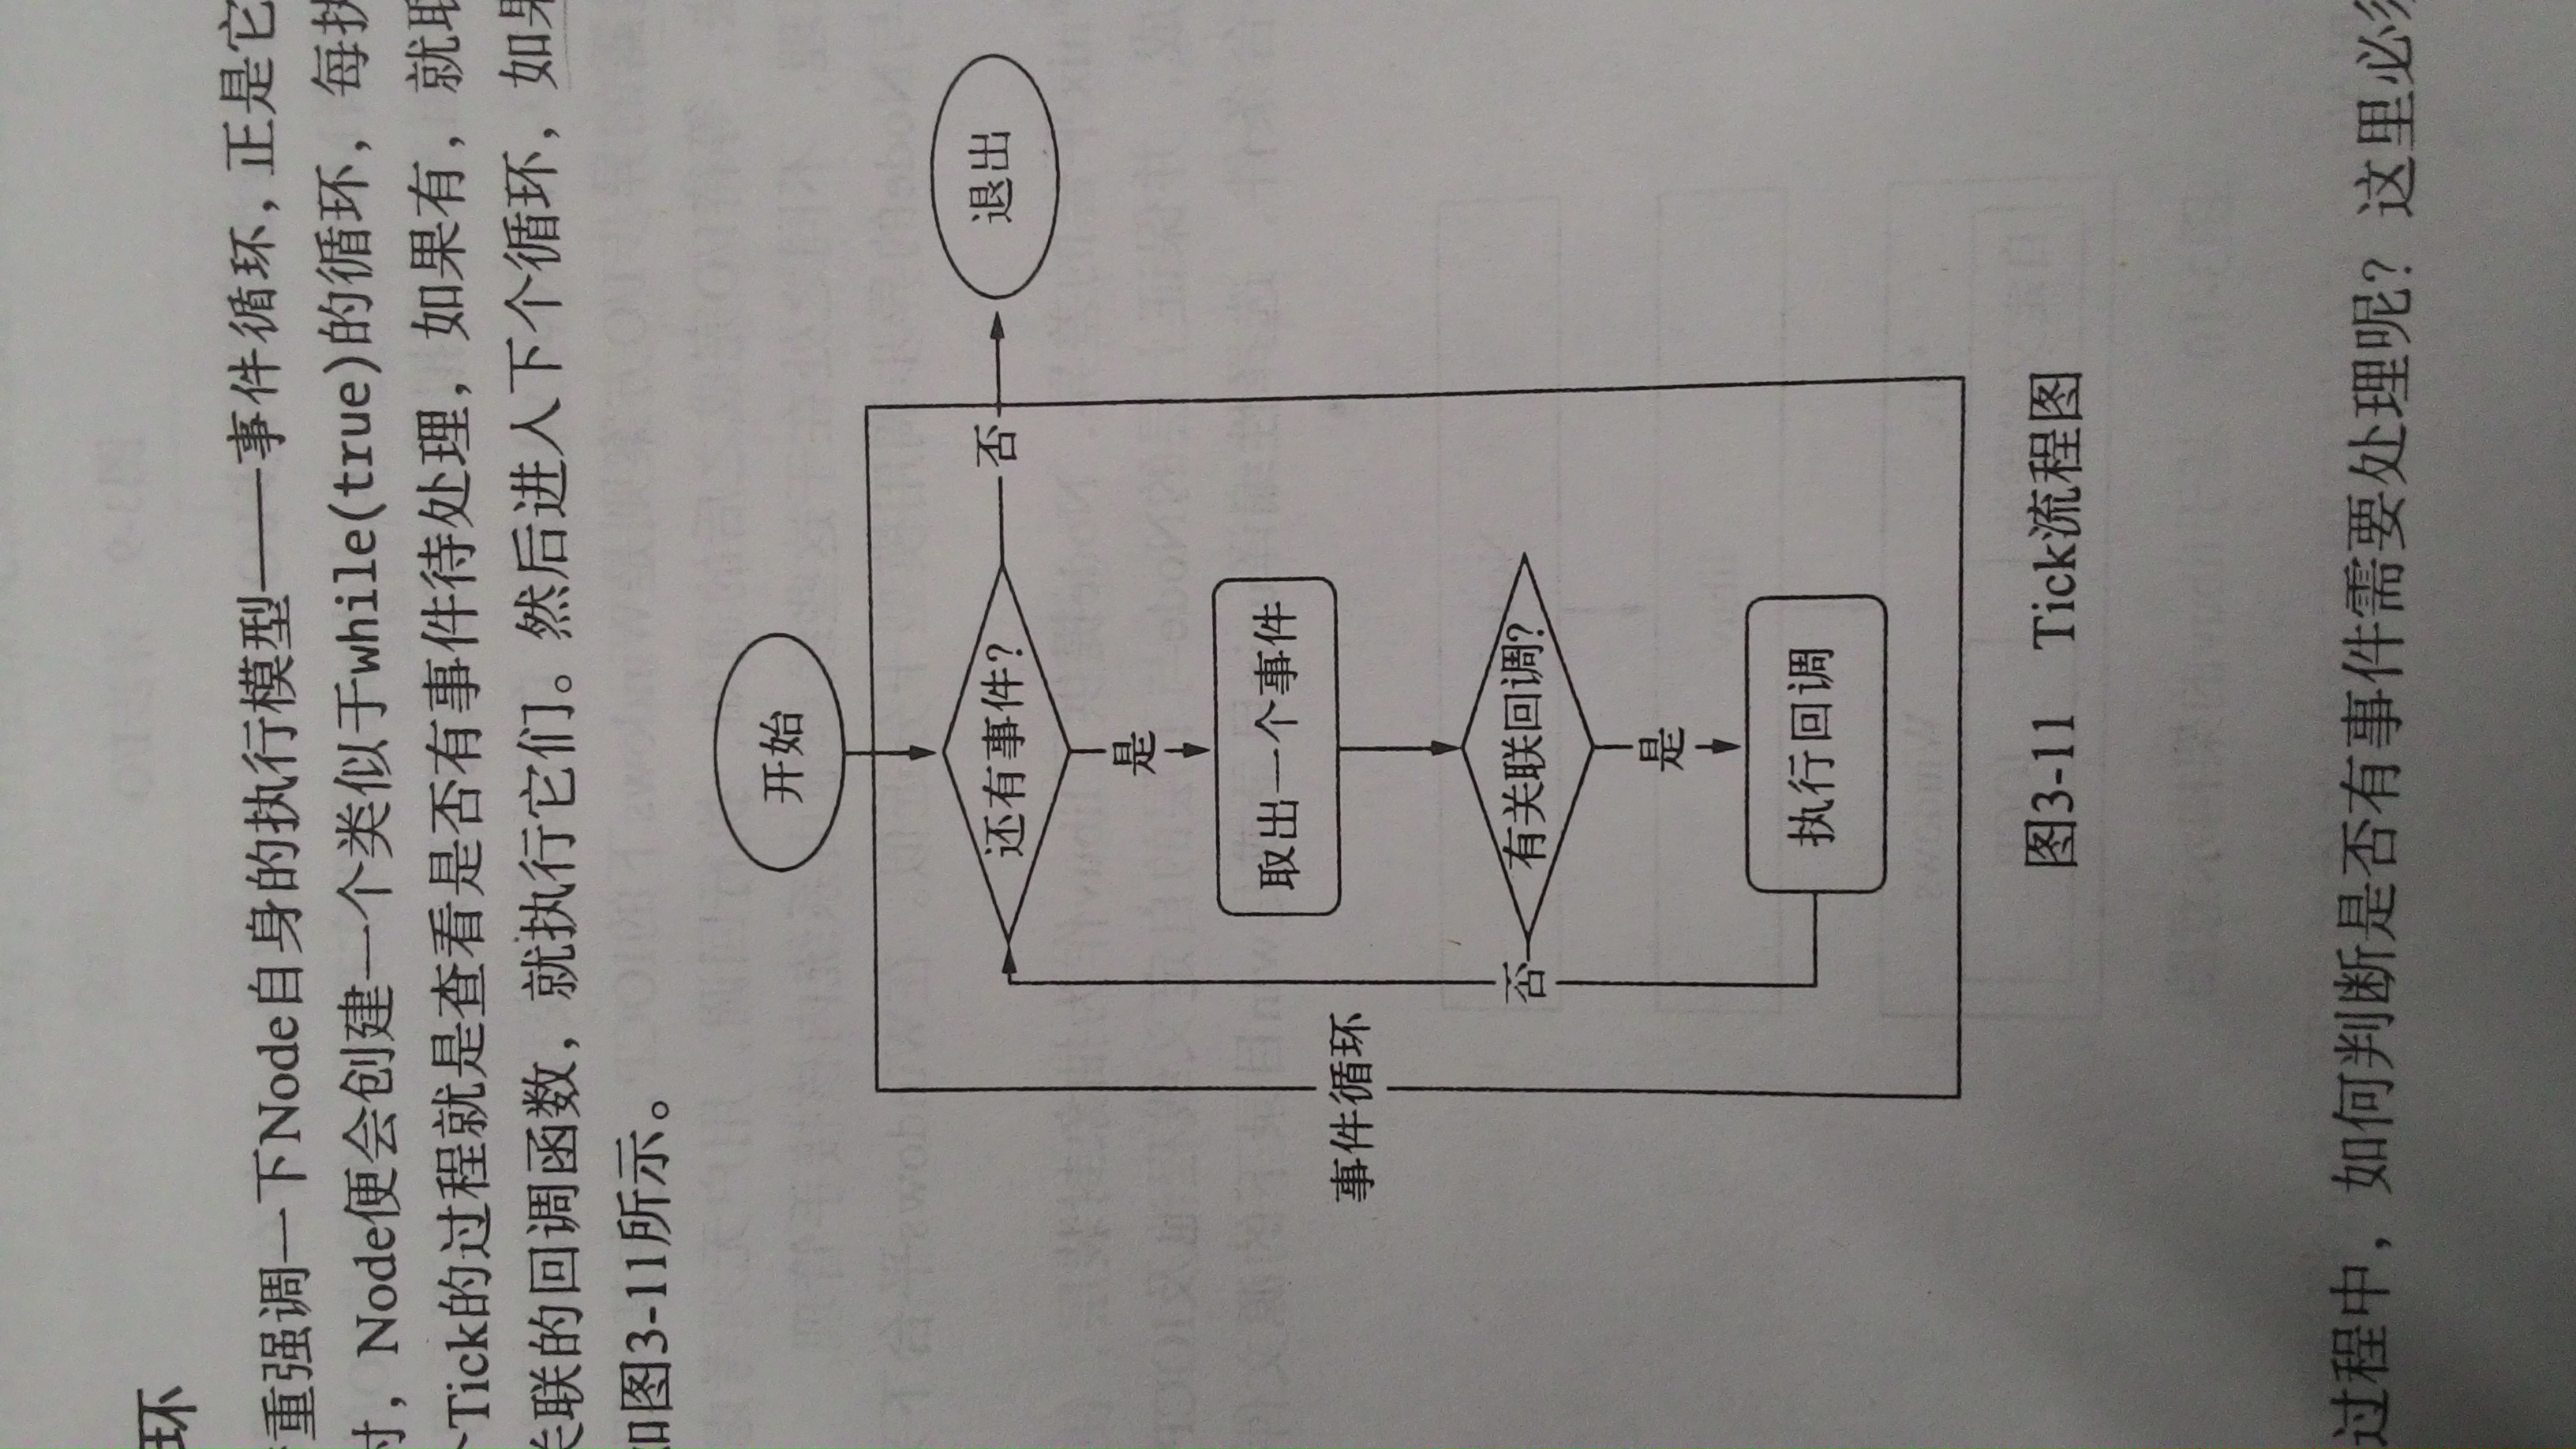 环
重强调一下Node自身的执行模型——事件循环，正是它
时，Node便会创建一个类似于while(true)的循环，每执
个Tick的过程就是查看是否有事件待处理，如果有，就取
关联的回调函数，就执行它们。然后进入下个循环，如果
如图3-11所示。
开始
还有事件?
否
退出
是
取出一个事件
事件循环
有关联回调?
否
是
执行回调
图3-11 Tick流程图
过程中，如何判断是否有事件需要处理呢？这里必须